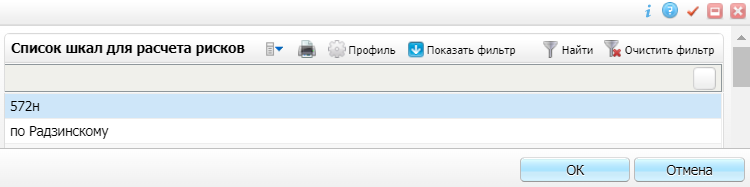 Список шкал для расчета рисков Профиль Показать фильтр Найти Очистить фильтр
572н
по Радзинскому
ОК Отмена